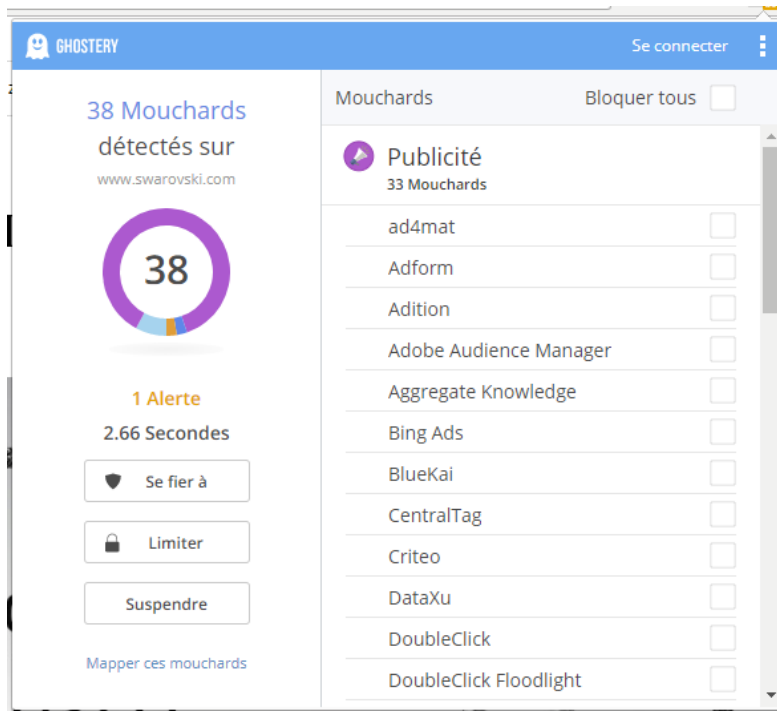 GHOSTERY
Se connecter
38 Mouchards
détectés sur
www.swarovski.com
38
1 Alerte
2.66 Secondes
Se fier à
Limiter
Suspendre
Mapper ces mouchards
Mouchards
Bloquer tous
Publicité
33 Mouchards
ad4mat
Adform
Adition
Adobe Audience Manager
Aggregate Knowledge
Bing Ads
BlueKai
CentralTag
Criteo
DataXu
DoubleClick
DoubleClick Floodlight